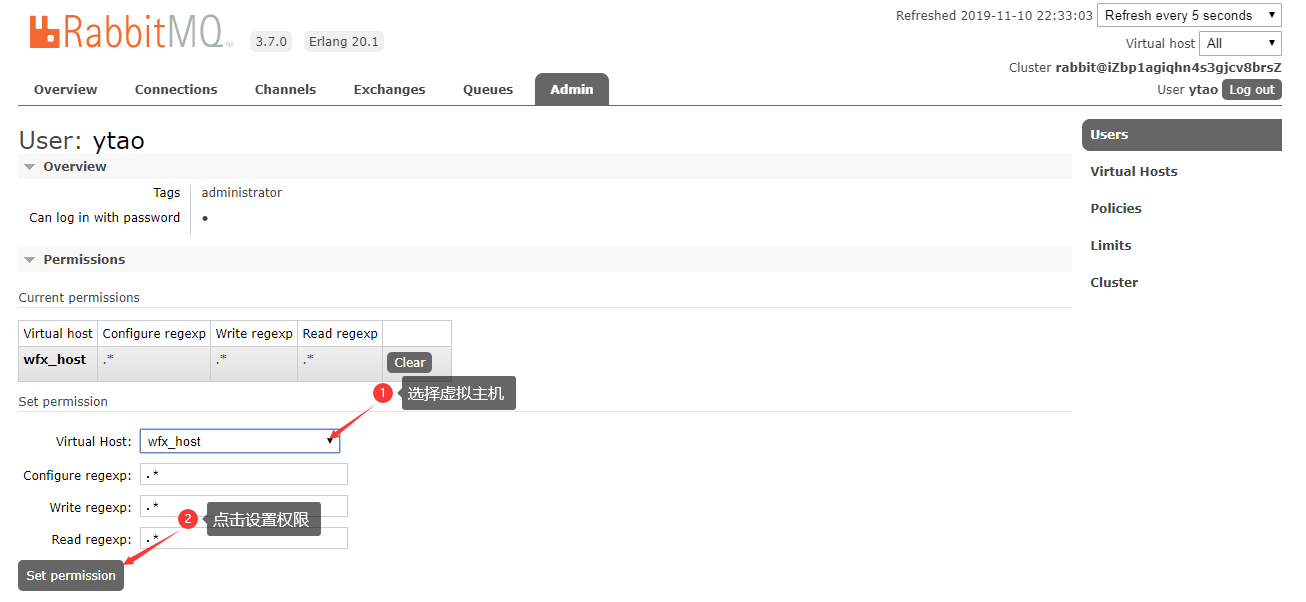 Refreshed 2019-11-10 22:33:03 Refresh every 5 seconds
RabbitMQ TM 3.7.0 Erlang 20.1
Virtual host All
Cluster rabbit@iZbp1agiqhn4s3gjcv8brsZ
User ytao Log out
Overview Connections Channels Exchanges Queues Admin
User: ytao
Overview
Tags administrator
Can log in with password ●
Permissions
Current permissions
Virtual host Configure regexp Write regexp Read regexp
wfx_host .* .* .* Clear
1 选择虚拟主机
Set permission
Virtual Host: wfx_host
Configure regexp: .*
Write regexp: .*
2 点击设置权限
Read regexp: .*
Set permission
Users
Virtual Hosts
Policies
Limits
Cluster